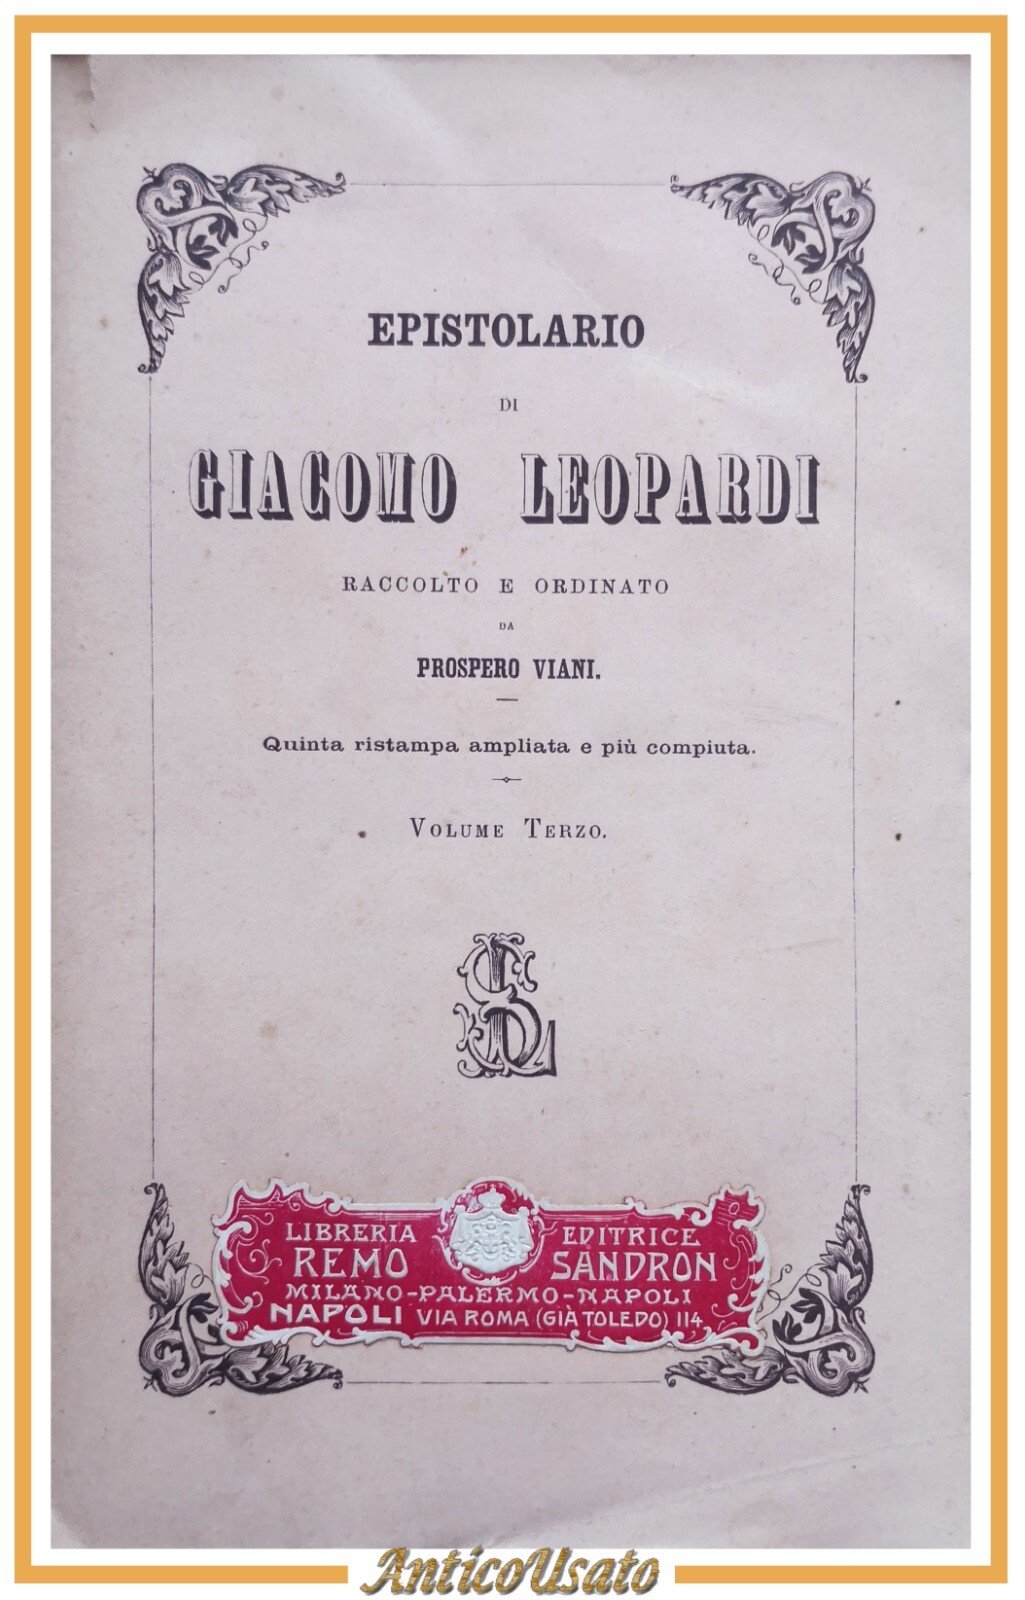 EPISTOLARIO
DI
GIACOMO LEOPARDI
RACCOLTO E ORDINATO
DA
PROSPERO VIANI.
Quinta ristampa ampliata e più compiuta.
VOLUME TERZO.
LIBRERIA EDITRICE
REMO SANDRON
MILANO-PALERMO-NAPOLI
NAPOLI VIA ROMA (GIÀ TOLEDO) 114
AnticoUsato